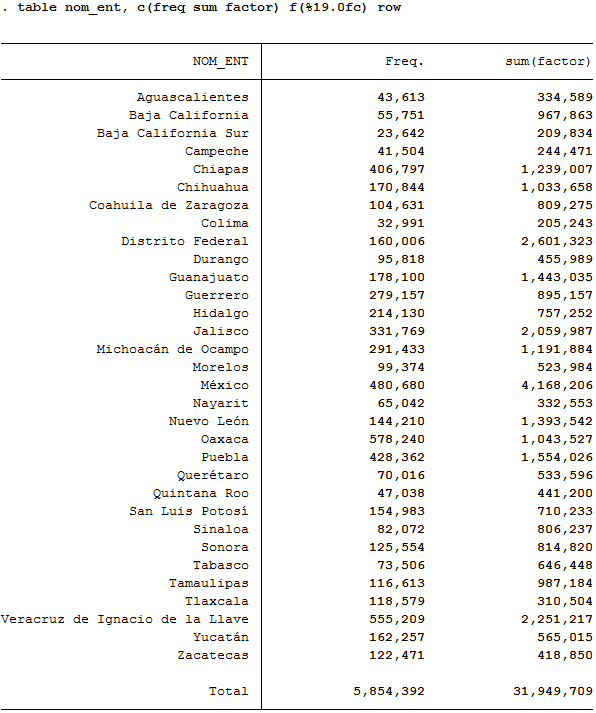 . table nom_ent, c(freq sum factor) f(%19.0fc) row
NOM_ENT Freq. sum(factor)
Aguascalientes 43,613 334,589
Baja California 55,751 967,863
Baja California Sur 23,642 209,834
Campeche 41,504 244,471
Chiapas 406,797 1,239,007
Chihuahua 170,844 1,033,658
Coahuila de Zaragoza 104,631 809,275
Colima 32,991 205,243
Distrito Federal 160,006 2,601,323
Durango 95,818 455,989
Guanajuato 178,100 1,443,035
Guerrero 279,157 895,157
Hidalgo 214,130 757,252
Jalisco 331,769 2,059,987
Michoacán de Ocampo 291,433 1,191,884
Morelos 99,374 523,984
México 480,680 4,168,206
Nayarit 65,042 332,553
Nuevo León 144,210 1,393,542
Oaxaca 578,240 1,043,527
Puebla 428,362 1,554,026
Querétaro 70,016 533,596
Quintana Roo 47,038 441,200
San Luis Potosí 154,983 710,233
Sinaloa 82,072 806,237
Sonora 125,554 814,820
Tabasco 73,506 646,448
Tamaulipas 116,613 987,184
Tlaxcala 118,579 310,504
Veracruz de Ignacio de la Llave 555,209 2,251,217
Yucatán 162,257 565,015
Zacatecas 122,471 418,850
Total 5,854,392 31,949,709